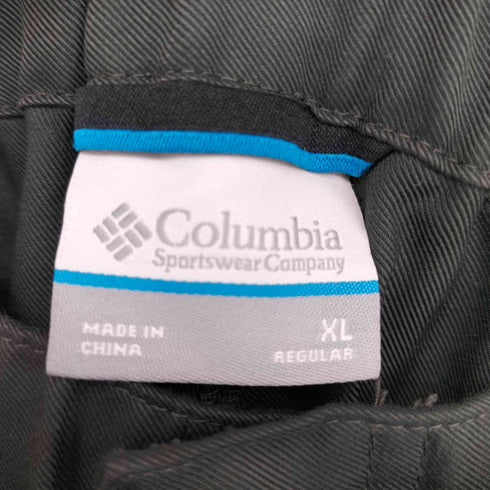 Columbia
Sportswear Company
MADE IN
CHINA
XL
REGULAR